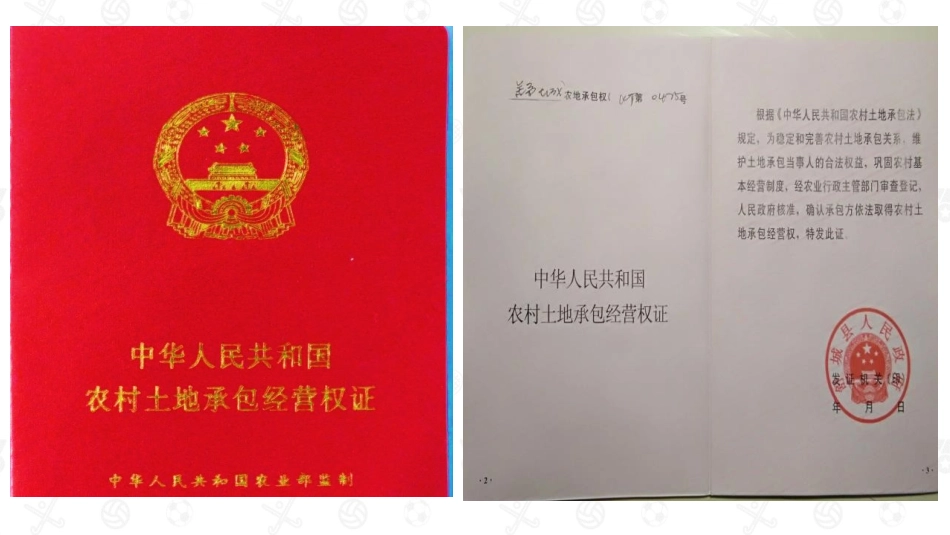 中华人民共和国
农村土地承包经营权证
中华人民共和国农业部监制
农地承包权( 第 号
中华人民共和国
农村土地承包经营权证
·2·
根据《中华人民共和国农村土地承包法》
规定，为稳定和完善农村土地承包关系，维
护土地承包当事人的合法权益，巩固农村基
本经营制度，经农业行政主管部门审查登记，
人民政府核准，确认承包方依法取得农村土
地承包经营权，特发此证。
城县人民政
发证机关(印)
年 月 日
·3·